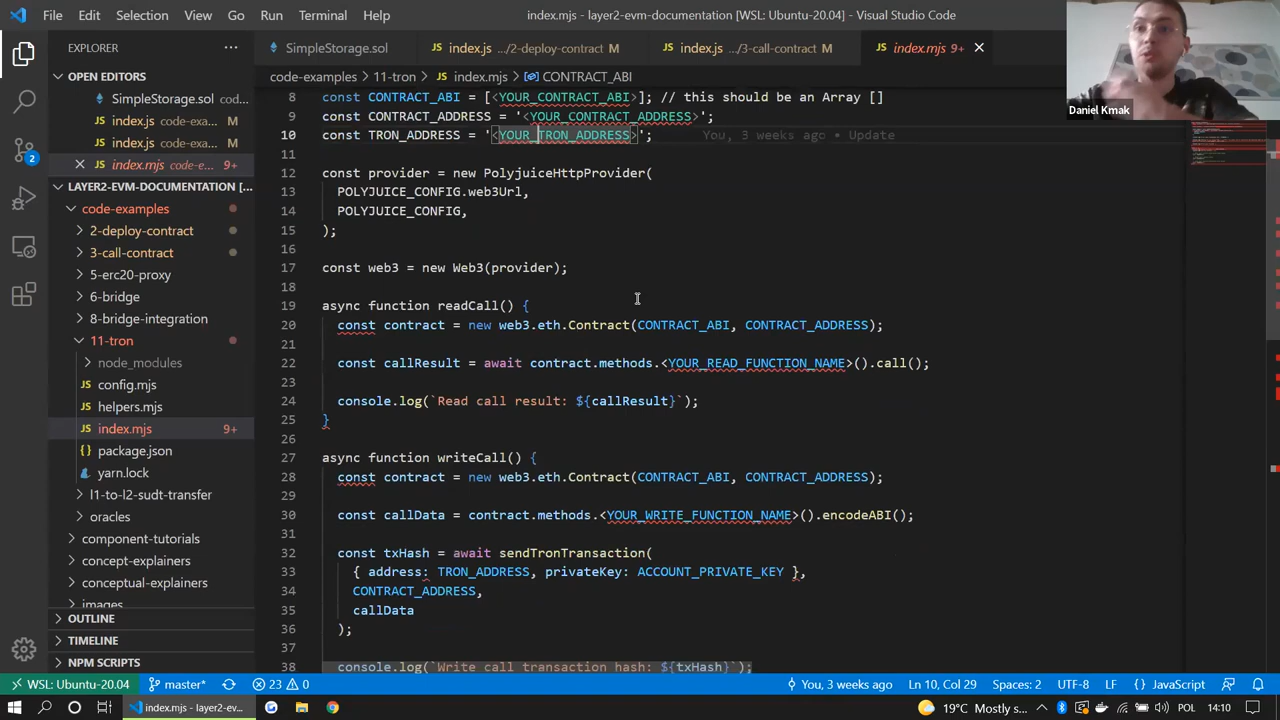 File Edit Selection View Go Run Terminal Help
index.mjs - layer2-evm-documentation [WSL: Ubuntu-20.04] - Visual Studio Code
EXPLORER
SimpleStorage.sol
index.js .../2-deploy-contract M
index.js .../3-call-contract M
index.mjs 9+
code-examples > 11-tron > index.mjs > CONTRACT_ABI
OPEN EDITORS
SimpleStorage.sol
index.js code-e...
index.js code-e...
index.mjs code-e... 9+
LAYER2-EVM-DOCUMENTATION [W...
code-examples
2-deploy-contract
3-call-contract
5-erc20-proxy
6-bridge
8-bridge-integration
11-tron
node_modules
config.mjs
helpers.mjs
index.mjs 9+
package.json
yarn.lock
l1-to-l2-sudt-transfer
oracles
component-tutorials
concept-explainers
conceptual-explainers
images
OUTLINE
TIMELINE
NPM SCRIPTS
8 const CONTRACT_ABI = [<YOUR_CONTRACT_ABI>]; // this should be an Array []
9 const CONTRACT_ADDRESS = '<YOUR_CONTRACT_ADDRESS>';
10 const TRON_ADDRESS = '<YOUR_TRON_ADDRESS>'; You, 3 weeks ago • Update
11
12 const provider = new PolyjuiceHttpProvider(
13 POLYJUICE_CONFIG.web3Url,
14 POLYJUICE_CONFIG,
15 );
16
17 const web3 = new Web3(provider);
18
19 async function readCall() {
20 const contract = new web3.eth.Contract(CONTRACT_ABI, CONTRACT_ADDRESS);
21
22 const callResult = await contract.methods.<YOUR_READ_FUNCTION_NAME>().call();
23
24 console.log(`Read call result: ${callResult}`);
25 }
26
27 async function writeCall() {
28 const contract = new web3.eth.Contract(CONTRACT_ABI, CONTRACT_ADDRESS);
29
30 const callData = contract.methods.<YOUR_WRITE_FUNCTION_NAME>().encodeABI();
31
32 const txHash = await sendTronTransaction(
33 { address: TRON_ADDRESS, privateKey: ACCOUNT_PRIVATE_KEY },
34 CONTRACT_ADDRESS,
35 callData
36 );
37
38 console.log(`Write call transaction hash: ${txHash}`);
Daniel Kmak
2
WSL: Ubuntu-20.04 master* 23 0 You, 3 weeks ago Ln 10, Col 29 Spaces: 2 UTF-8 LF JavaScript
index.mjs - layer2-ev... 19°C Mostly s... POL 14:10